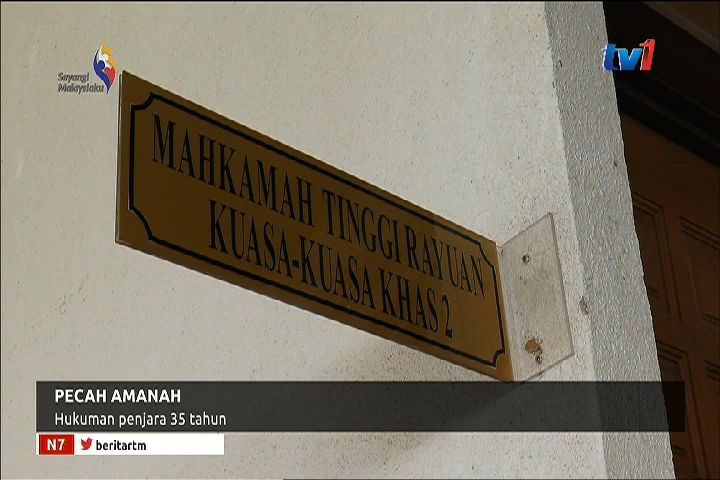 Sayangi
Malaysiaku
tv1
MAHKAMAH TINGGI RAYUAN
KUASA-KUASA KHAS 2
PECAH AMANAH
Hukuman penjara 35 tahun
N7 beritartm